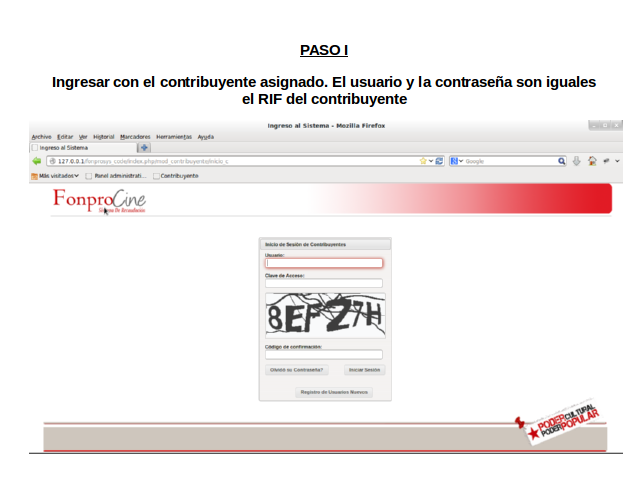 PASO I
Ingresar con el contribuyente asignado. El usuario y la contraseña son iguales
el RIF del contribuyente
Ingreso al Sistema - Mozilla Firefox
Archivo Editar Ver Historial Marcadores Herramientas Ayuda
Ingreso al Sistema
127.0.0.1/fonprosys_code/index.php/mod_contribuyente/inicio_c
Google
Más visitados Panel administrati... Contribuyente
FonproCine
Sistema De Recaudación
Inicio de Sesión de Contribuyentes
Usuario:
Clave de Acceso:
8EFZ7H
Código de confirmación:
Olvidó su Contraseña? Iniciar Sesión
Registro de Usuarios Nuevos
PODER CULTURAL
PODER POPULAR